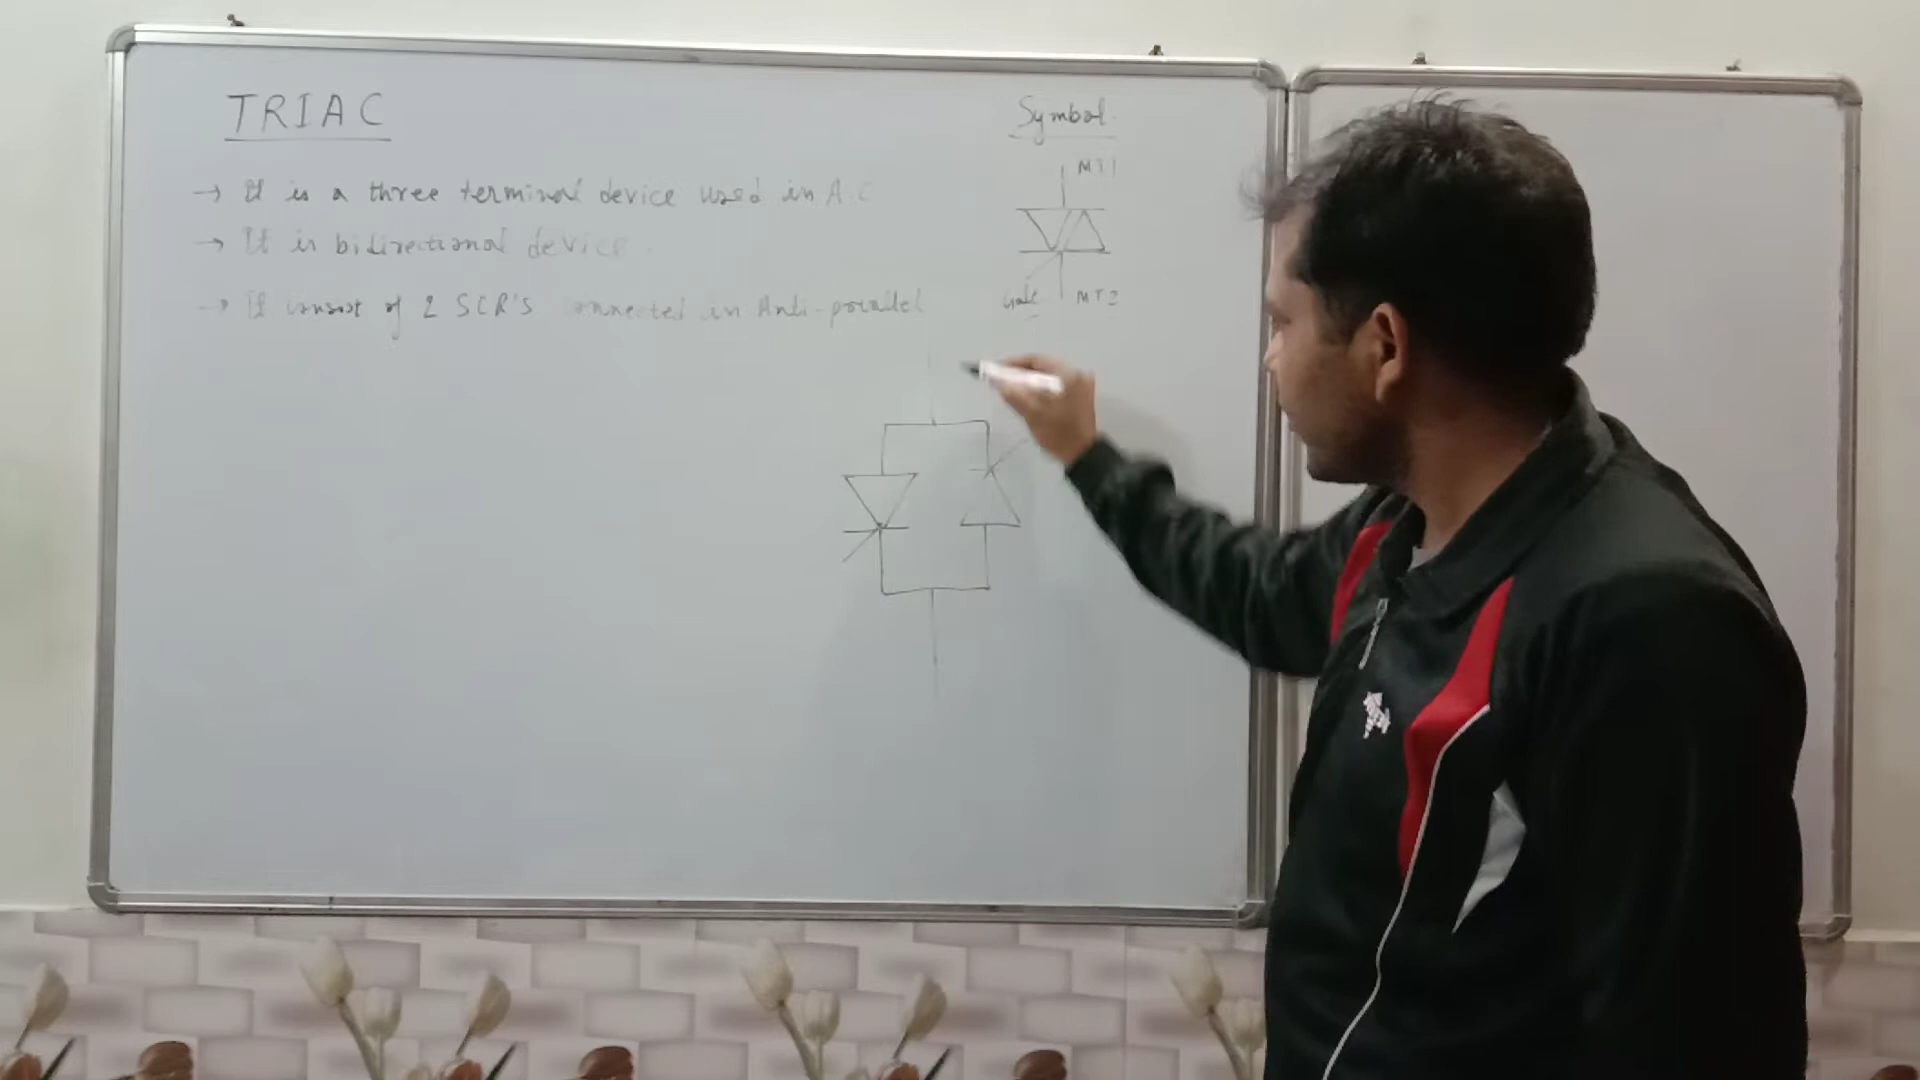 TRIAC
→ It is a three terminal device used in A.C
→ It is bidirectional device.
→ It consist of 2 SCR'S connected in Anti-parallel
Symbol
MT1
Gate
MT2